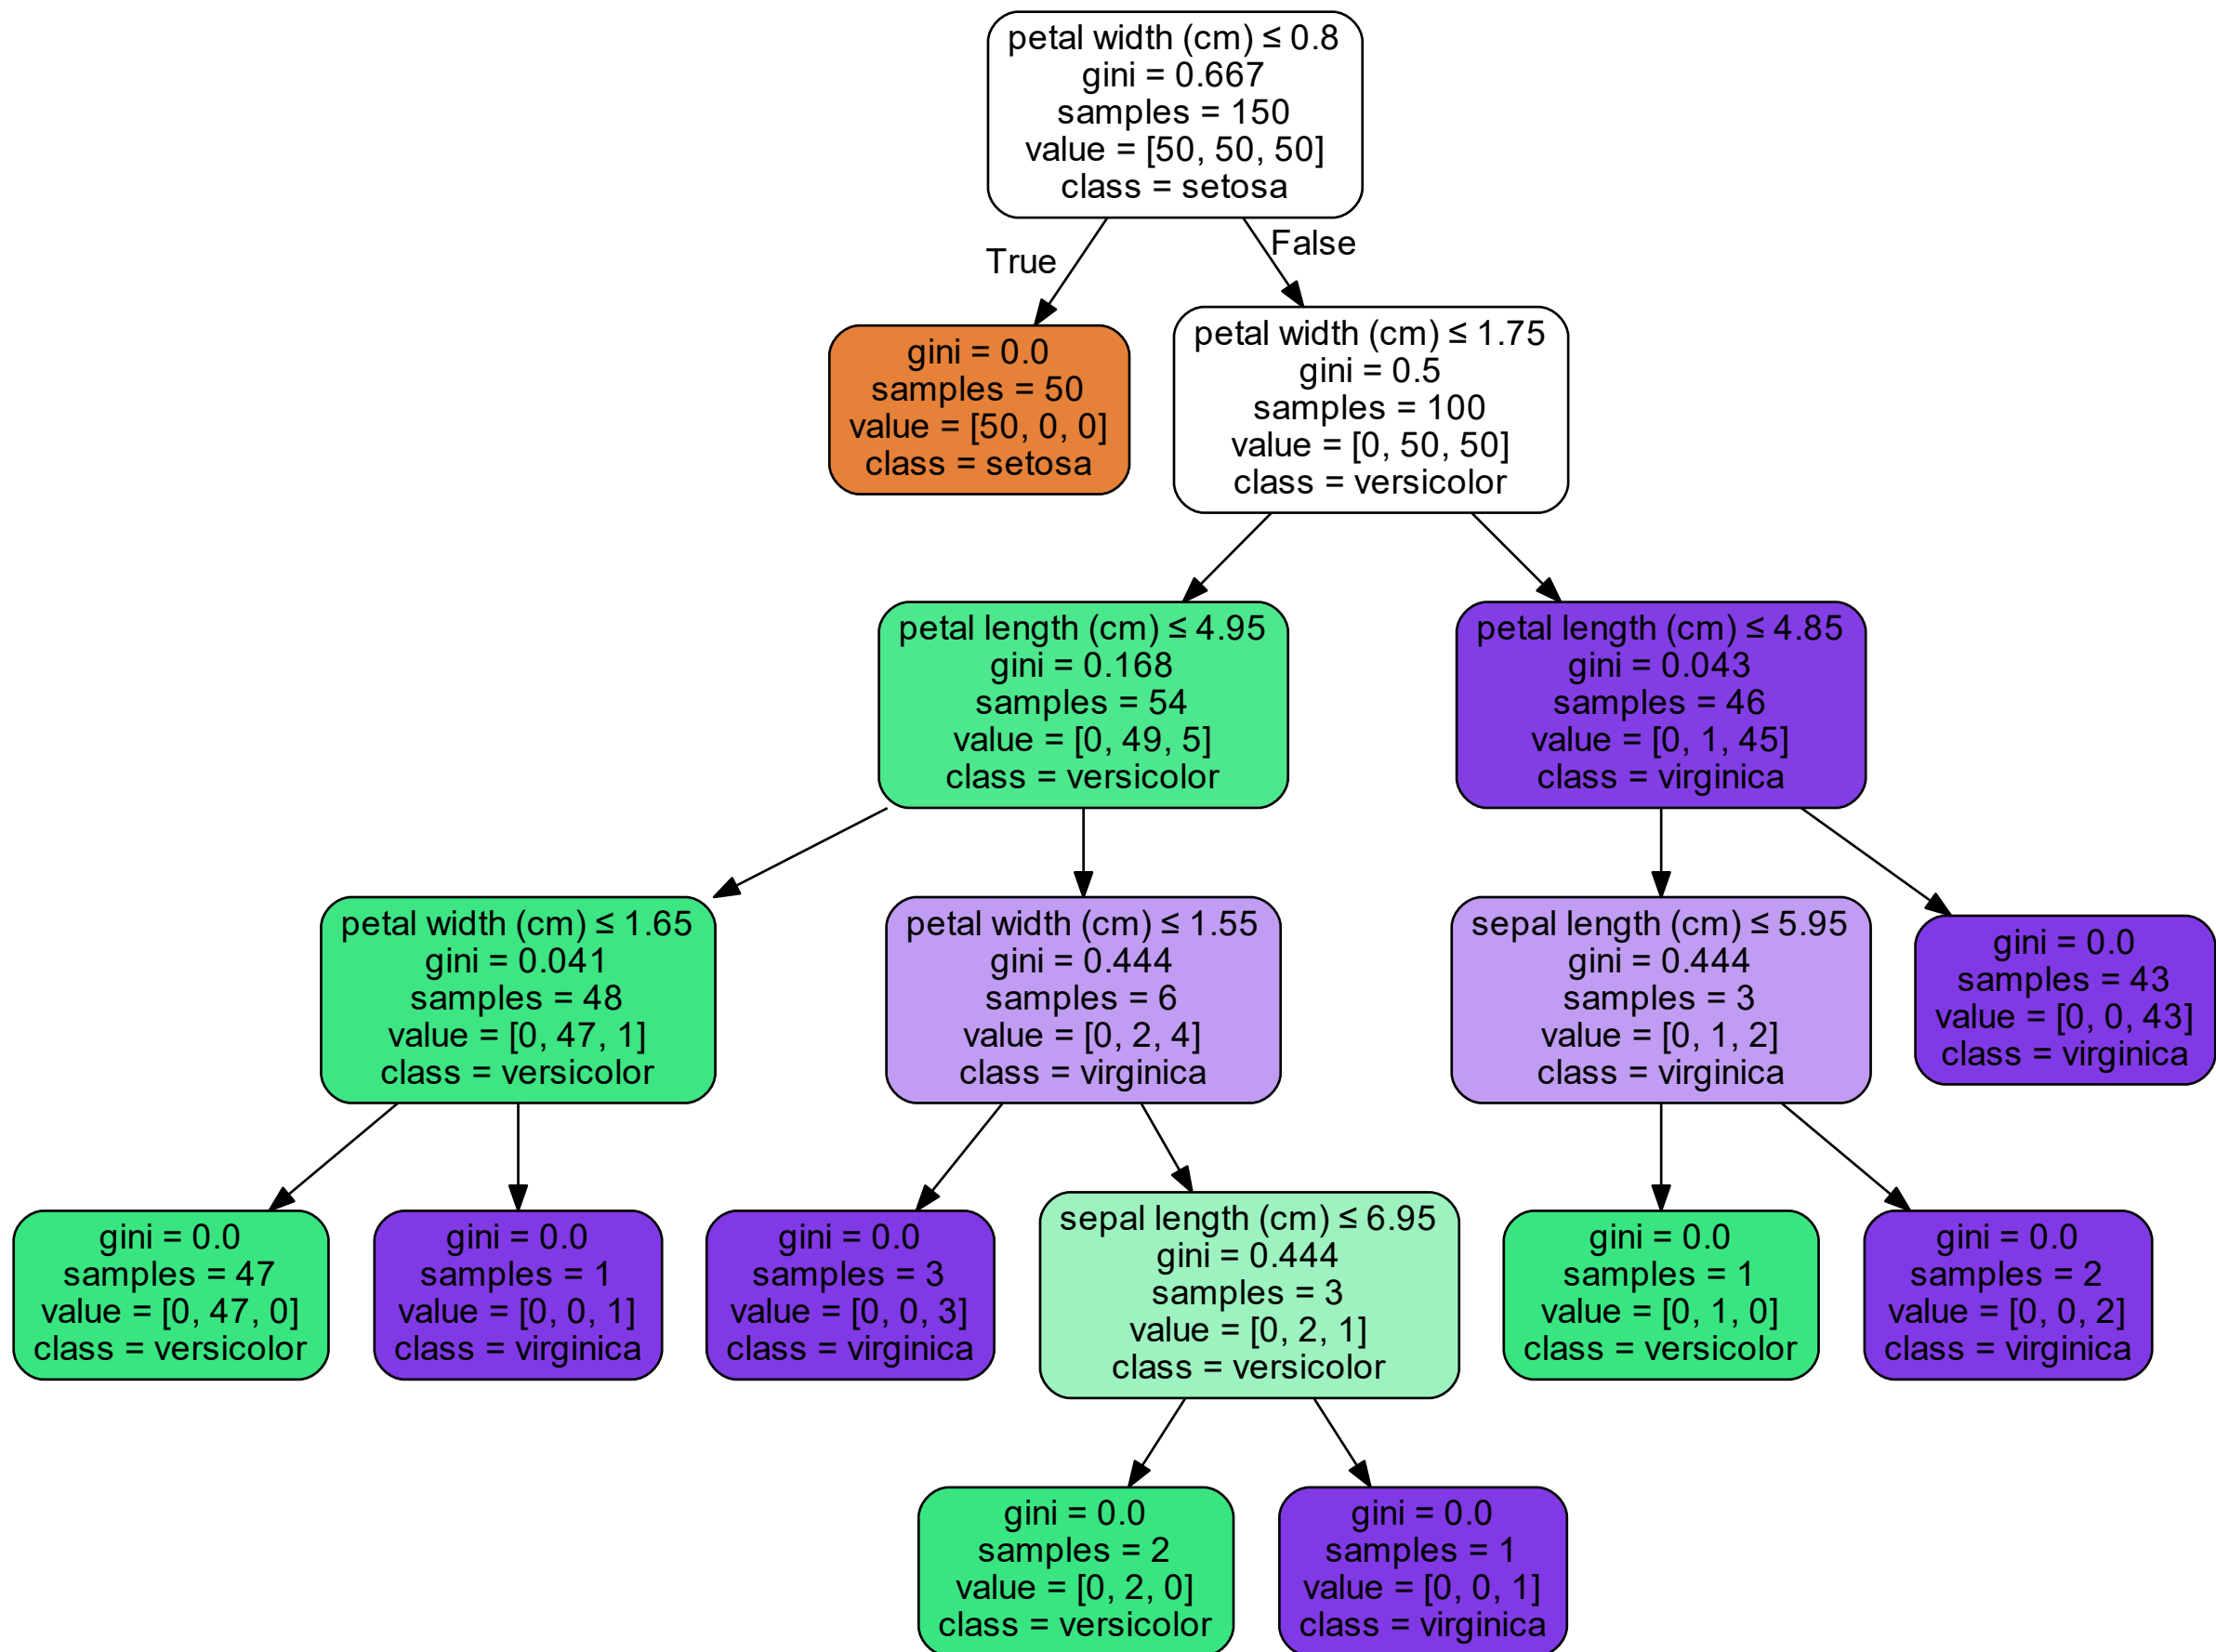 petal width (cm) ≤ 0.8
gini = 0.667
samples = 150
value = [50, 50, 50]
class = setosa
True
False
gini = 0.0
samples = 50
value = [50, 0, 0]
class = setosa
petal width (cm) ≤ 1.75
gini = 0.5
samples = 100
value = [0, 50, 50]
class = versicolor
petal length (cm) ≤ 4.95
gini = 0.168
samples = 54
value = [0, 49, 5]
class = versicolor
petal length (cm) ≤ 4.85
gini = 0.043
samples = 46
value = [0, 1, 45]
class = virginica
petal width (cm) ≤ 1.65
gini = 0.041
samples = 48
value = [0, 47, 1]
class = versicolor
petal width (cm) ≤ 1.55
gini = 0.444
samples = 6
value = [0, 2, 4]
class = virginica
sepal length (cm) ≤ 5.95
gini = 0.444
samples = 3
value = [0, 1, 2]
class = virginica
gini = 0.0
samples = 43
value = [0, 0, 43]
class = virginica
gini = 0.0
samples = 47
value = [0, 47, 0]
class = versicolor
gini = 0.0
samples = 1
value = [0, 0, 1]
class = virginica
gini = 0.0
samples = 3
value = [0, 0, 3]
class = virginica
sepal length (cm) ≤ 6.95
gini = 0.444
samples = 3
value = [0, 2, 1]
class = versicolor
gini = 0.0
samples = 1
value = [0, 1, 0]
class = versicolor
gini = 0.0
samples = 2
value = [0, 0, 2]
class = virginica
gini = 0.0
samples = 2
value = [0, 2, 0]
class = versicolor
gini = 0.0
samples = 1
value = [0, 0, 1]
class = virginica